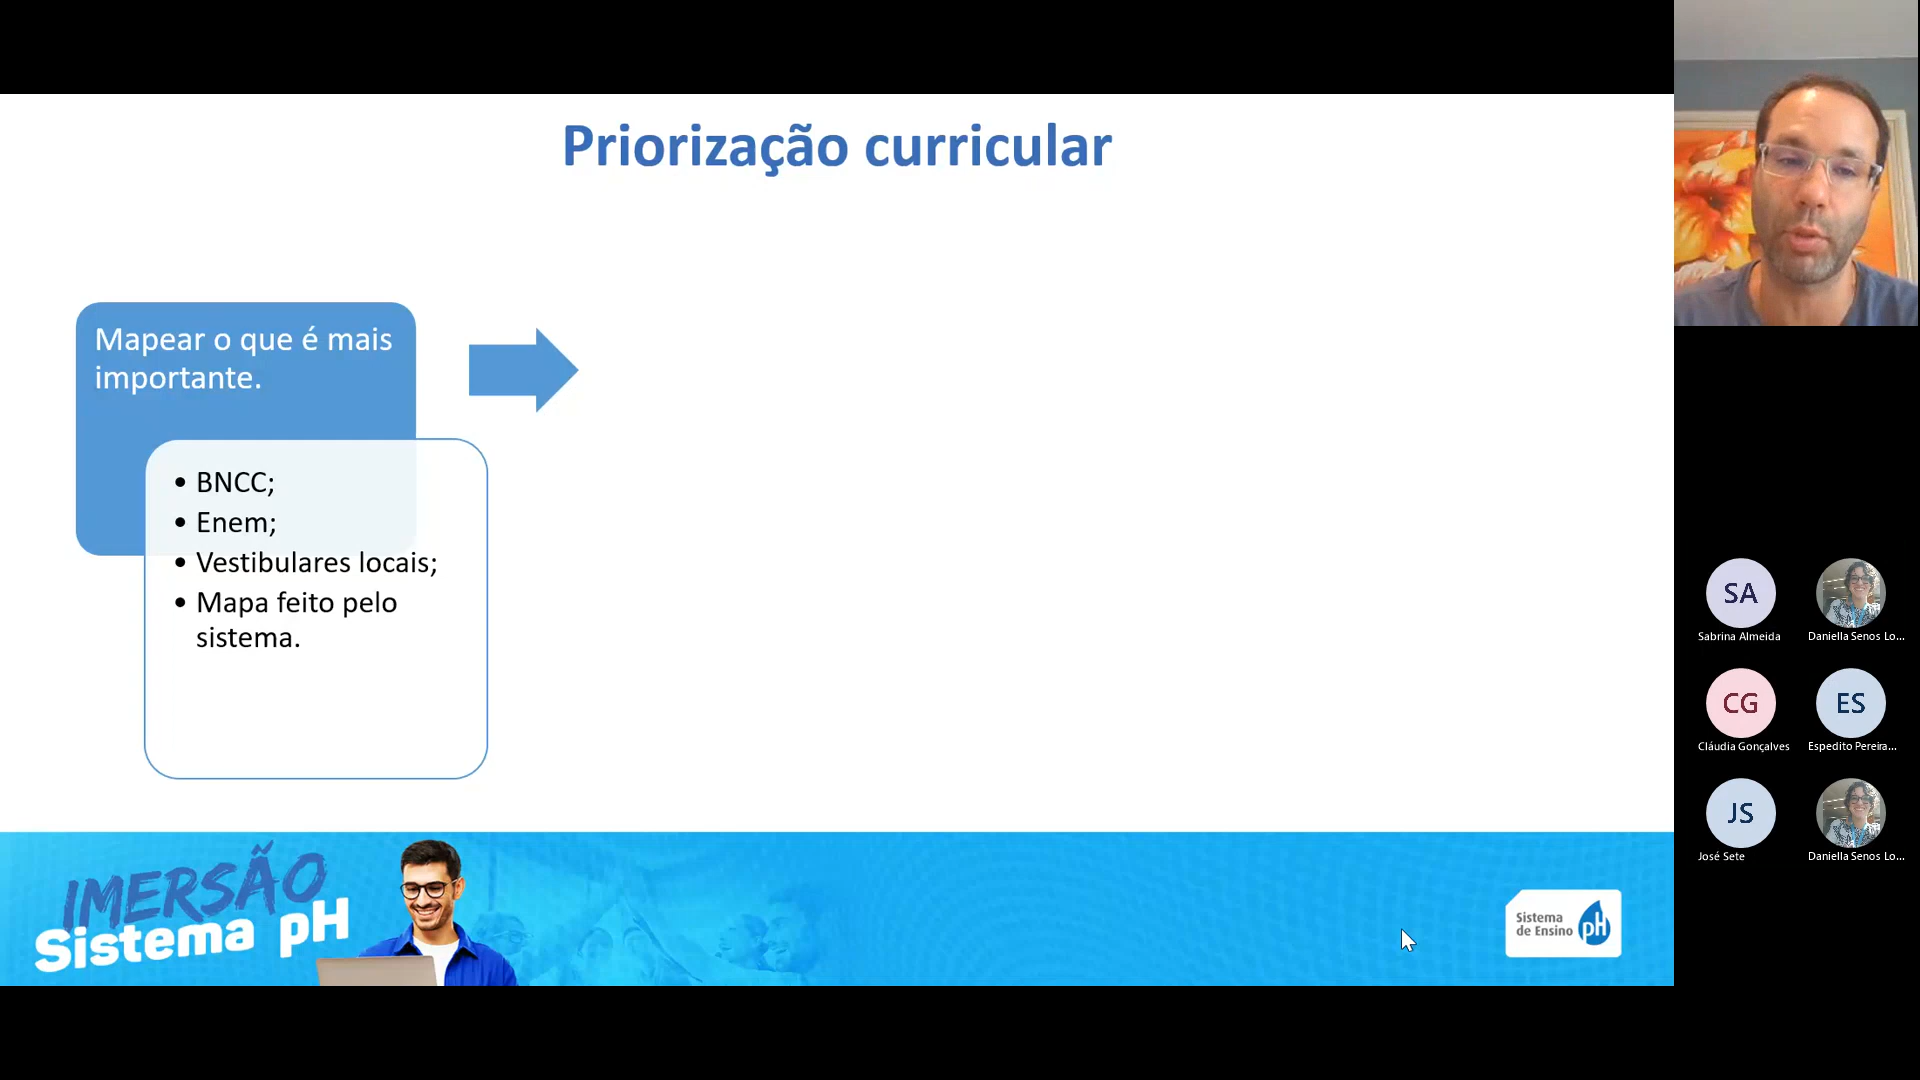 Priorização curricular
Mapear o que é mais
importante.
• BNCC;
• Enem;
• Vestibulares locais;
• Mapa feito pelo
sistema.
IMERSÃO
Sistema pH
Sistema
de Ensino pH
SA
Sabrina Almeida
Daniella Senos Lo...
CG
Cláudia Gonçalves
ES
Espedito Pereira...
JS
José Sete
Daniella Senos Lo...